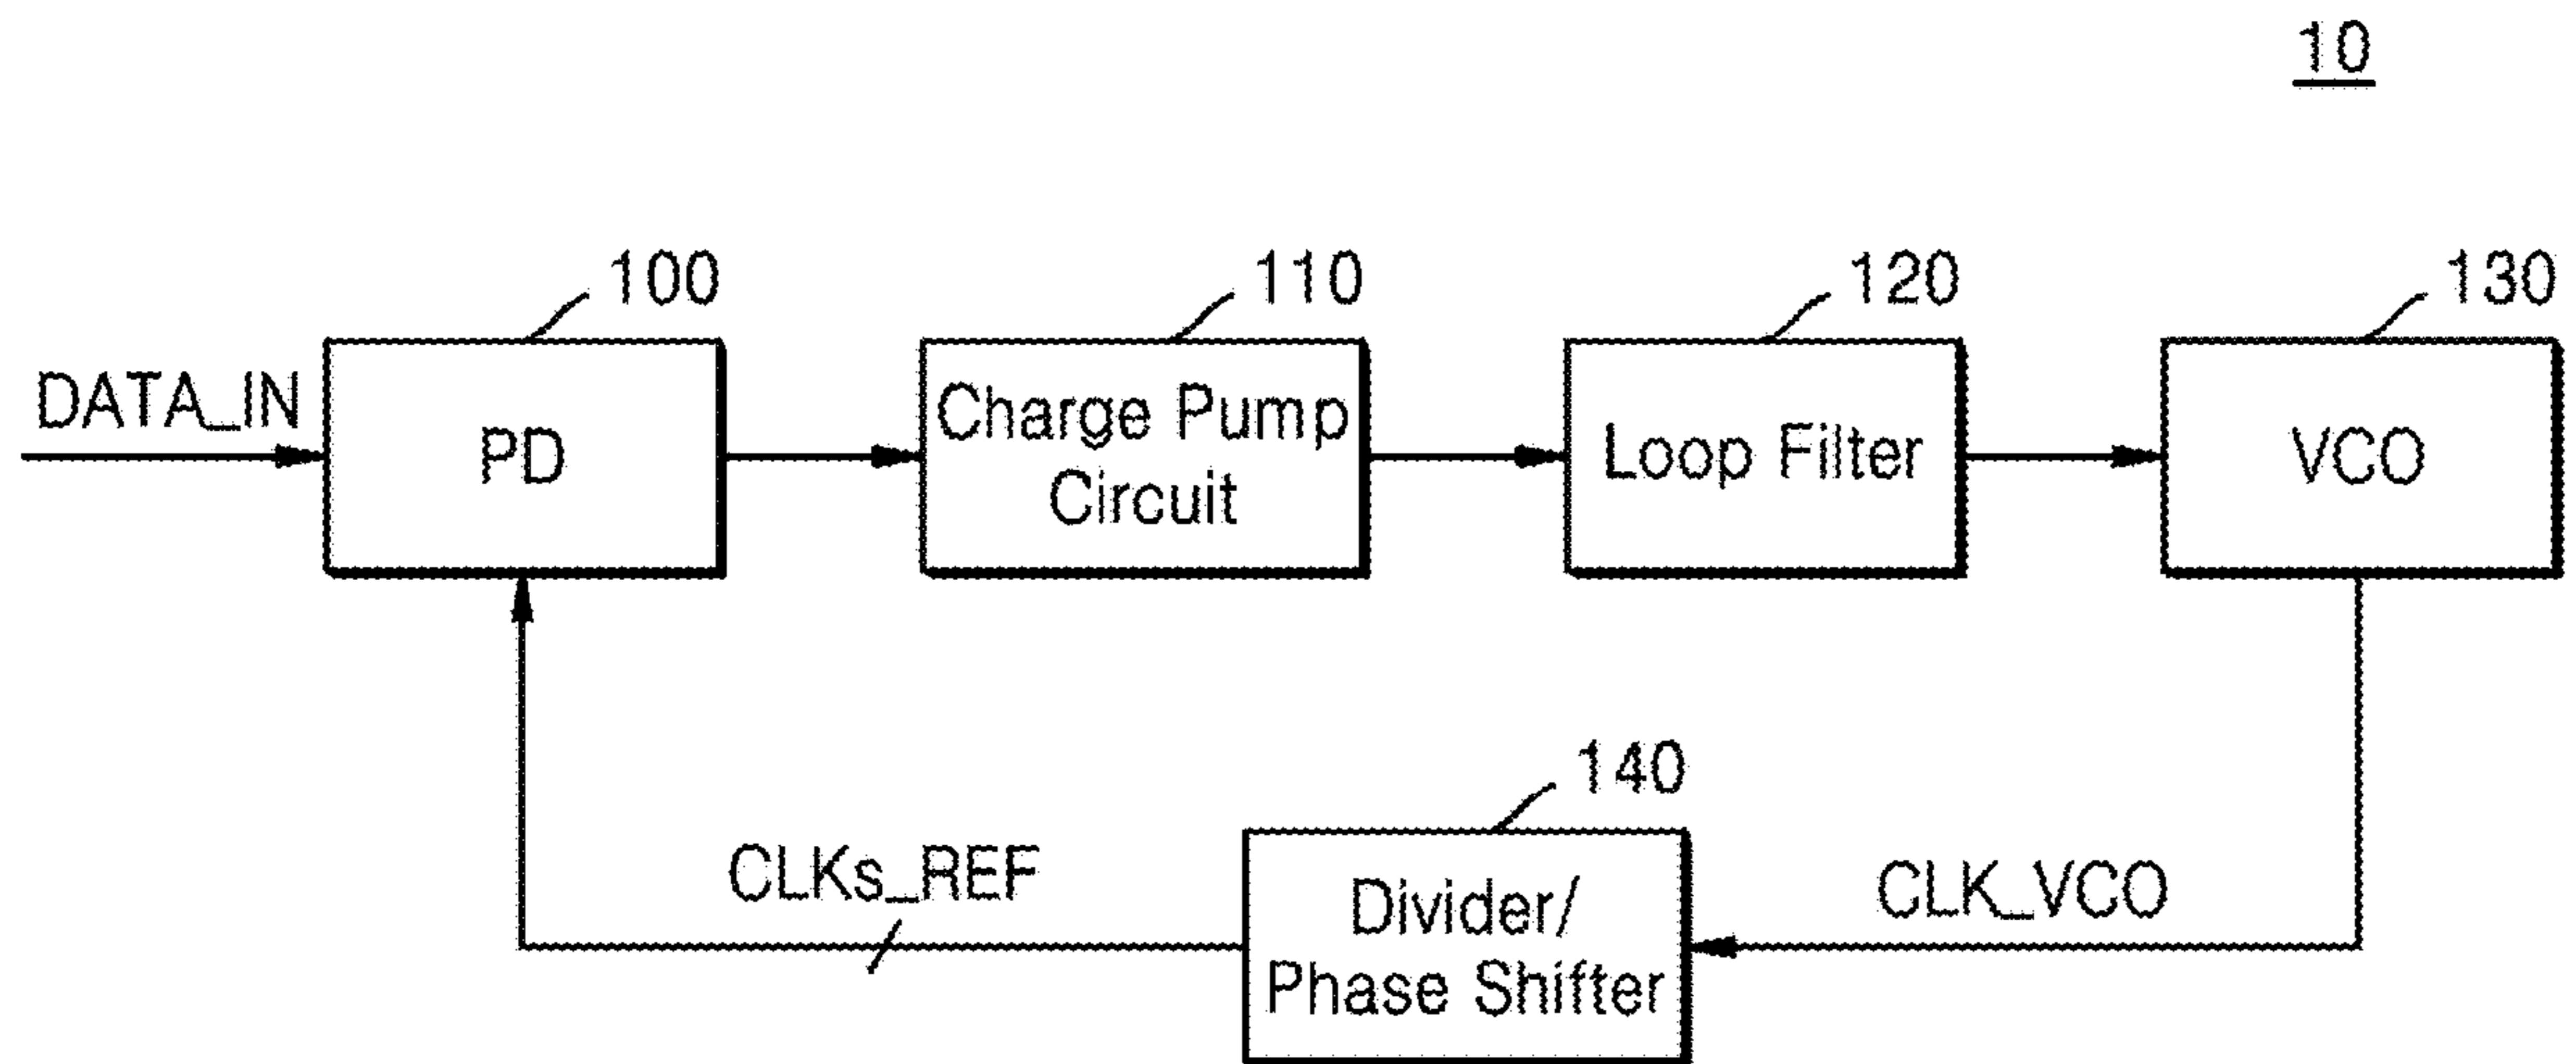 10
100
110
120
130
DATA_IN
PD
Charge Pump
Circuit
Loop Filter
VCO
140
CLKs_REF
Divider/
Phase Shifter
CLK_VCO